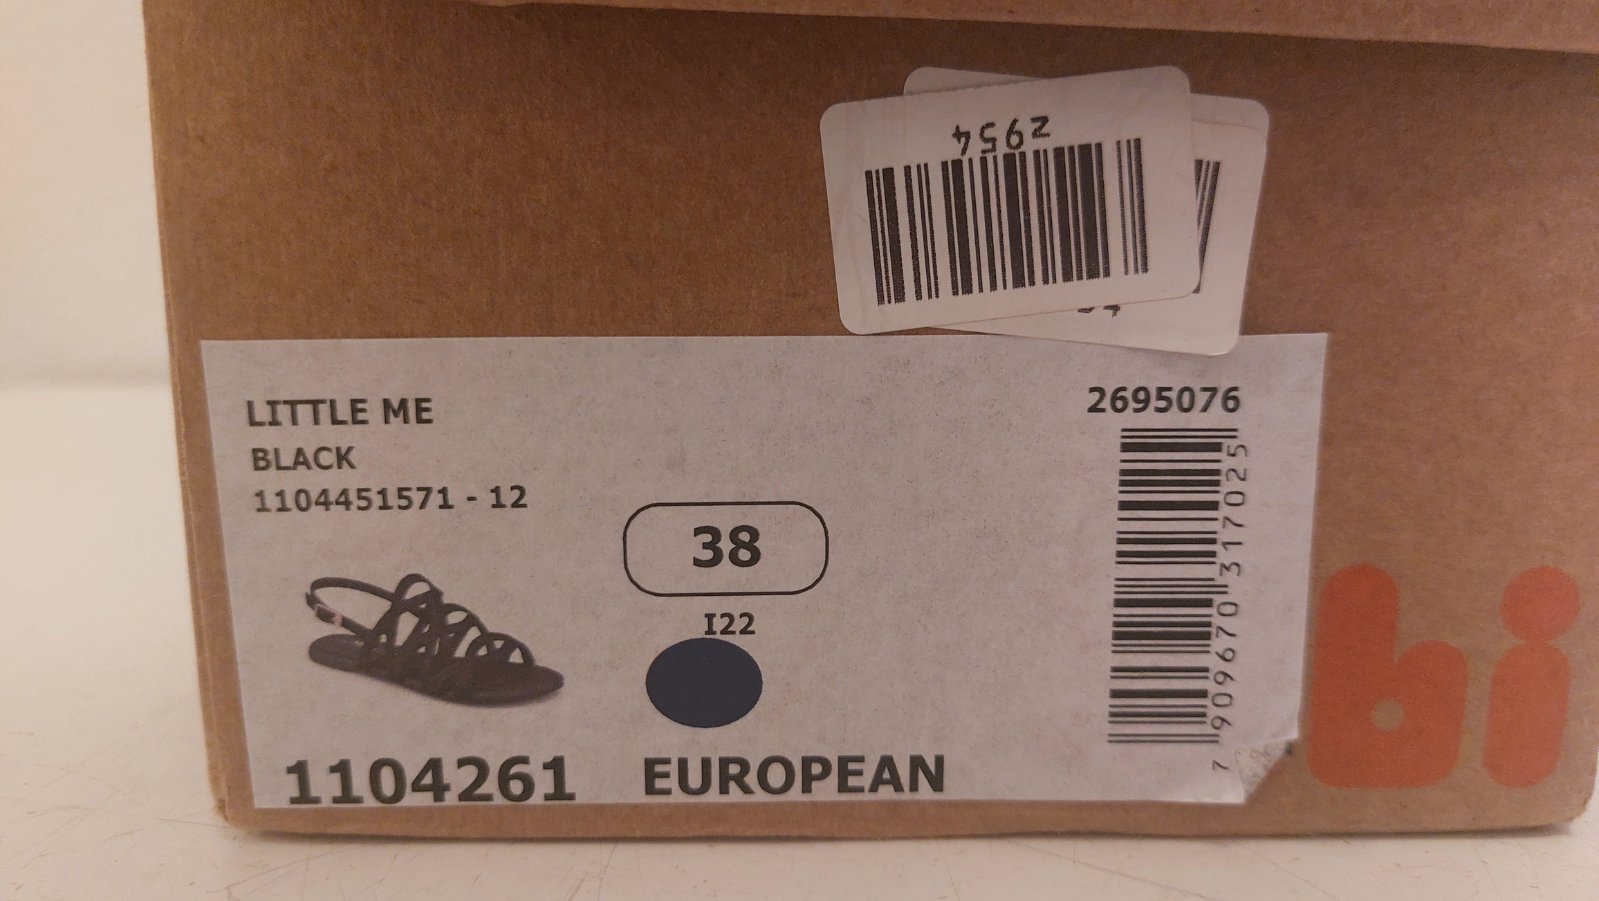 2954
LITTLE ME
BLACK
1104451571 - 12
2695076
38
I22
7 909670 317025
1104261
EUROPEAN
bi